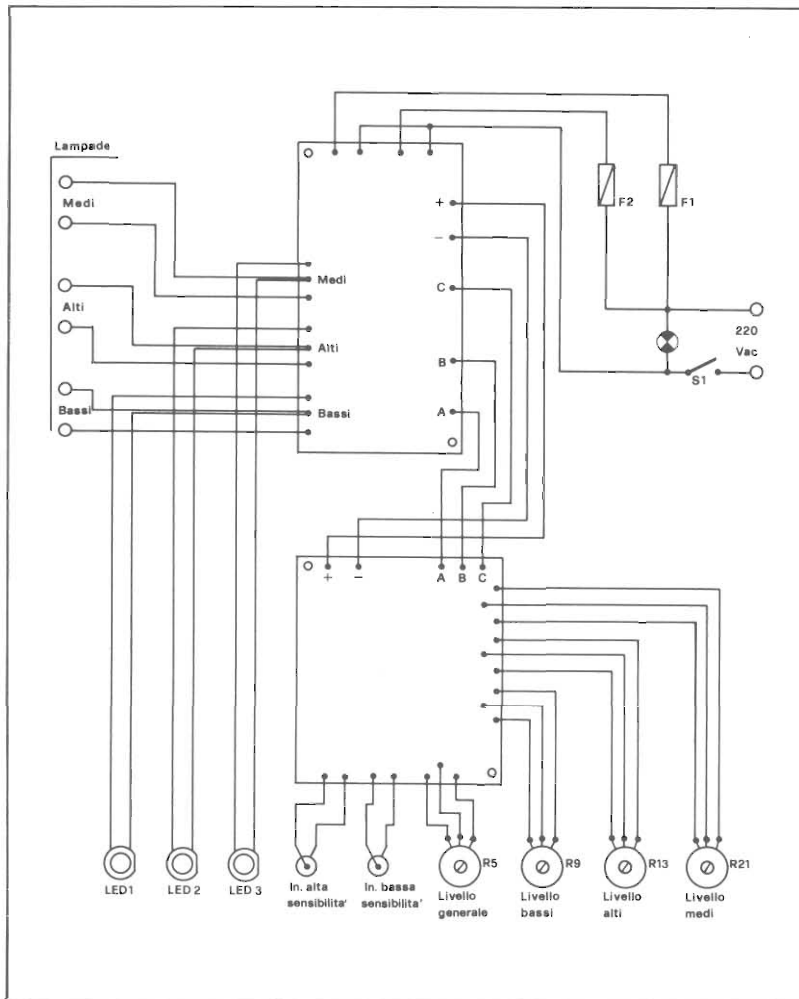 Lampade
Medi
Alti
Bassi
Medi
Alti
Bassi
+
−
C
B
A
F2
F1
220
Vac
S1
+
−
A
B
C
LED1
LED 2
LED 3
In. alta
sensibilita'
In. bassa
sensibilita'
R5
Livello
generale
R9
Livello
bassi
R13
Livello
alti
R21
Livello
medi